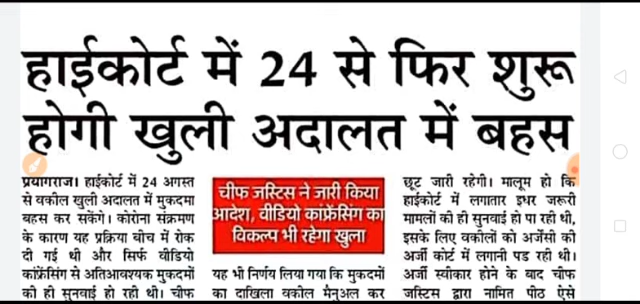 हाईकोर्ट में 24 से फिर शुरू
होगी खुली अदालत में बहस
प्रयागराज। हाईकोर्ट में 24 अगस्त
से वकील खुली अदालत में मुकदमा
बहस कर सकेंगे। कोरोना संक्रमण
के कारण यह प्रक्रिया बीच में रोक
दी गई थी और सिर्फ वीडियो
कांफ्रेंसिंग से अतिआवश्यक मुकदमों
की ही सुनवाई हो रही थी। चीफ
चीफ जस्टिस ने जारी किया
आदेश, वीडियो कांफ्रेंसिंग का
विकल्प भी रहेगा खुला
यह भी निर्णय लिया गया कि मुकदमों
का दाखिला वकील मैनुअल कर
छूट जारी रहेगी। मालूम हो कि
हाईकोर्ट में लगातार इधर जरूरी
मामलों की ही सुनवाई हो पा रही थी,
इसके लिए वकीलों को अर्जेंसी की
अर्जी कोर्ट में लगानी पड रही थी।
अर्जी स्वीकार होने के बाद चीफ
जस्टिस द्वारा नामित पीठ ऐसे